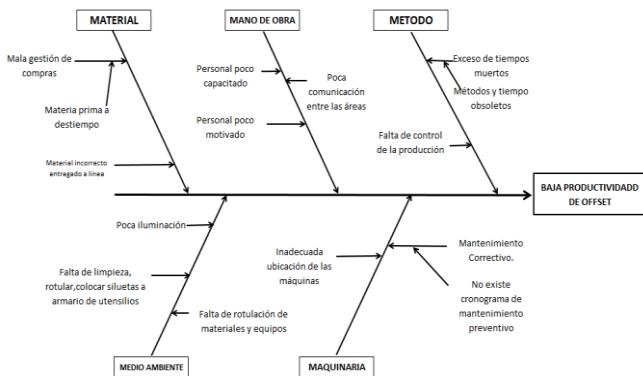 MATERIAL
MANO DE OBRA
METODO
Mala gestión de
compras
Materia prima a
destiempo
Material incorrecto
entregado a línea
Personal poco
capacitado
Poca
comunicación
entre las áreas
Personal poco
motivado
Exceso de tiempos
muertos
Métodos y tiempo
obsoletos
Falta de control
de la producción
BAJA PRODUCTIVIDADD
DE OFFSET
Poca iluminación
Falta de limpieza,
rotular,colocar siluetas a
armario de utensilios
Falta de rotulación de
materiales y equipos
Inadecuada
ubicación de las
máquinas
Mantenimiento
Correctivo.
No existe
cronograma de
mantenimiento
preventivo
MEDIO AMBIENTE
MAQUINARIA